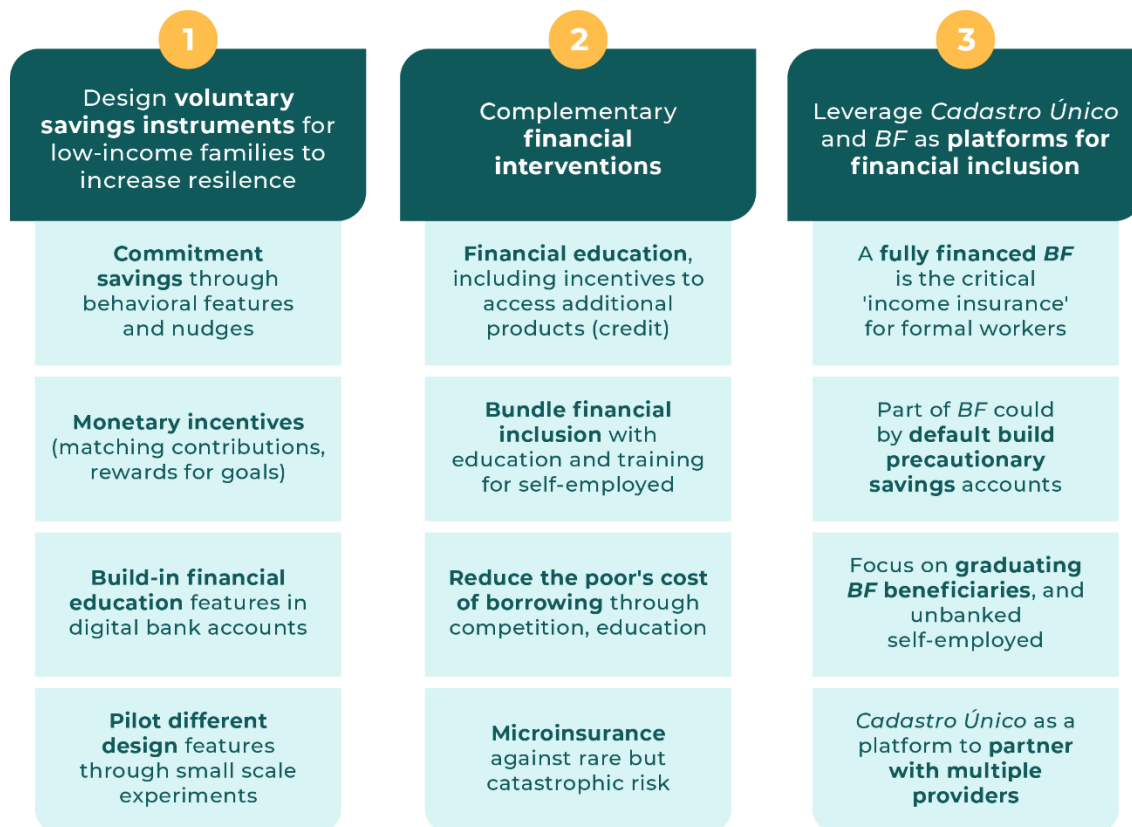 1
Design voluntary
savings instruments for
low-income families to
increase resilence
Commitment
savings through
behavioral features
and nudges
Monetary incentives
(matching contributions,
rewards for goals)
Build-in financial
education features in
digital bank accounts
Pilot different
design features
through small scale
experiments
2
Complementary
financial
interventions
Financial education,
including incentives to
access additional
products (credit)
Bundle financial
inclusion with
education and training
for self-employed
Reduce the poor's cost
of borrowing through
competition, education
Microinsurance
against rare but
catastrophic risk
3
Leverage Cadastro Único
and BF as platforms for
financial inclusion
A fully financed BF
is the critical
'income insurance'
for formal workers
Part of BF could
by default build
precautionary
savings accounts
Focus on graduating
BF beneficiaries, and
unbanked
self-employed
Cadastro Único as a
platform to partner
with multiple
providers